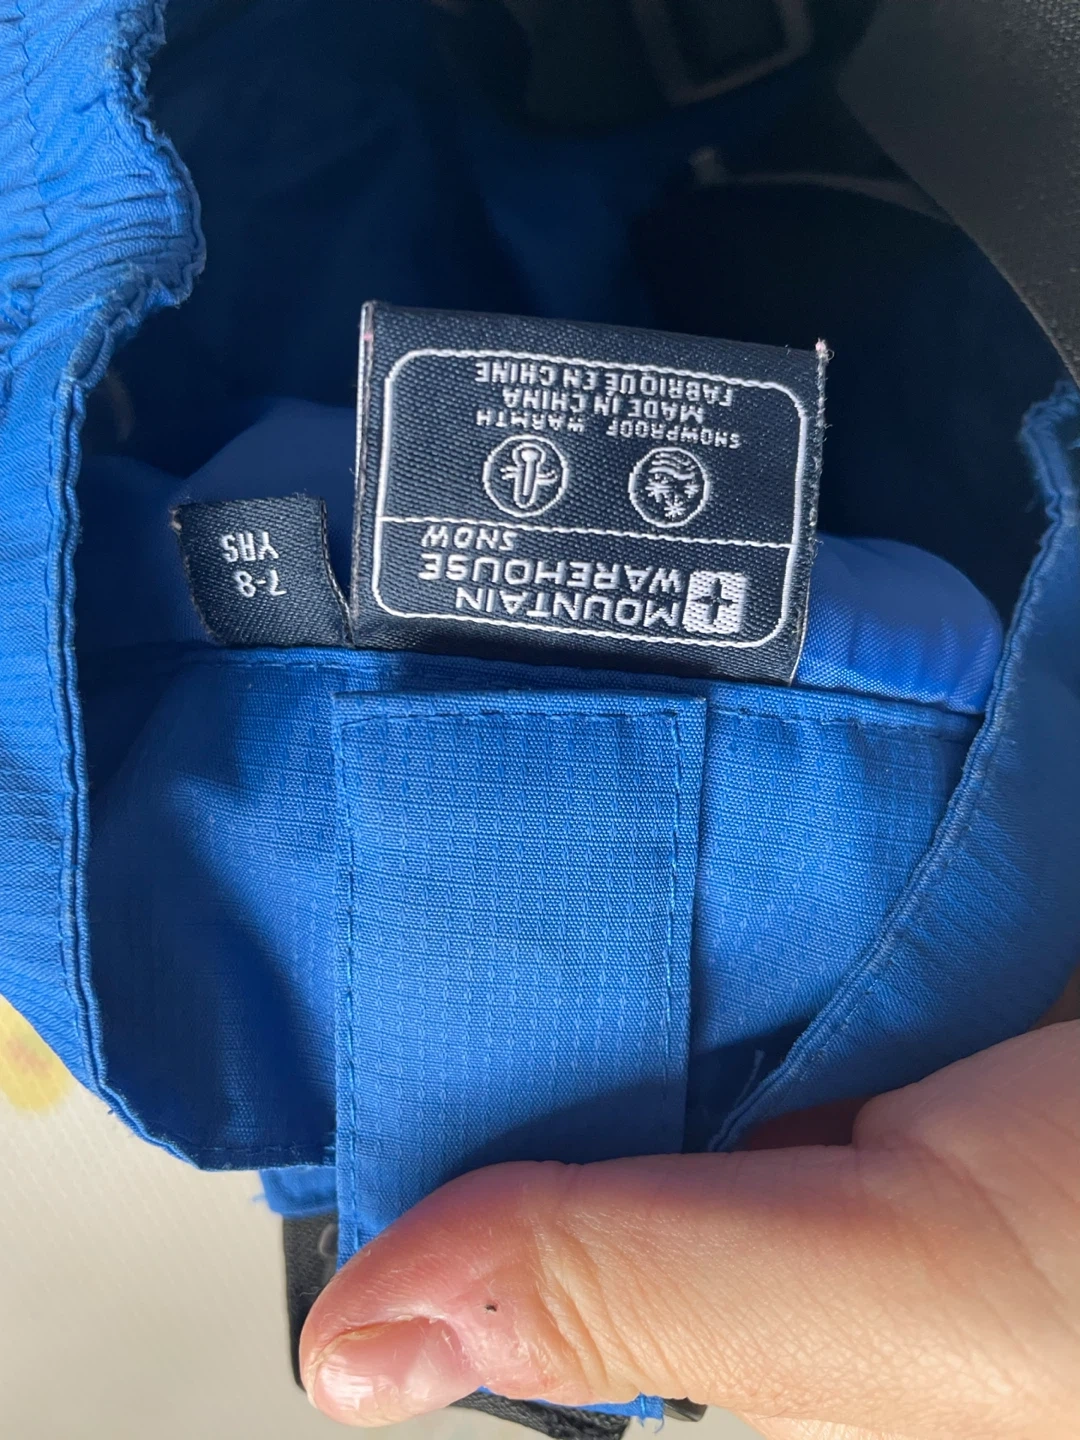 MOUNTAIN
WAREHOUSE
SNOW
SNOWPROOF WARMTH
MADE IN CHINA
FABRIQUÉ EN CHINE
7-8
YRS